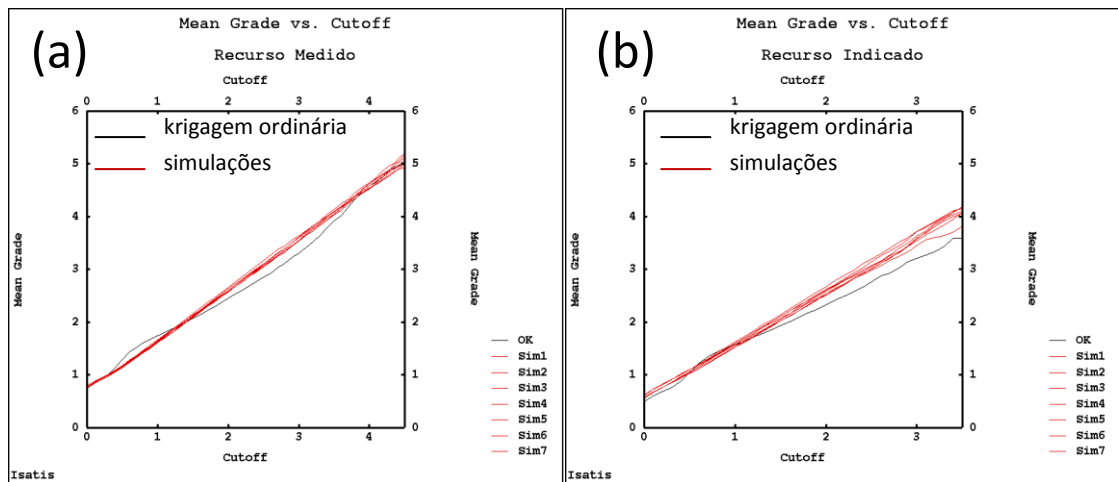 (a)
Mean Grade vs. Cutoff
Recurso Medido
Cutoff
0 1 2 3 4
6 6
krigagem ordinária
5 5
simulações
4 4
3 3
2 2
1 1
0 0
Mean Grade
Mean Grade
OK
Sim1
Sim2
Sim3
Sim4
Sim5
Sim6
Sim7
0 1 2 3 4
Cutoff
Isatis
(b)
Mean Grade vs. Cutoff
Recurso Indicado
Cutoff
0 1 2 3
6 6
krigagem ordinária
5 5
simulações
4 4
3 3
2 2
1 1
0 0
Mean Grade
Mean Grade
OK
Sim1
Sim2
Sim3
Sim4
Sim5
Sim6
Sim7
0 1 2 3
Cutoff
Isatis